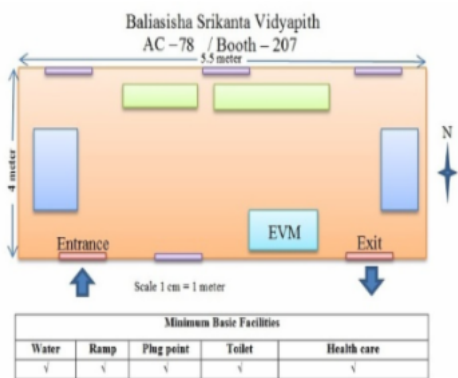 Baliasisha Srikanta Vidyapith
AC – 78 / Booth – 207
5.5 meter
4 meter
N
EVM
Entrance
Exit
Scale 1 cm = 1 meter
Minimum Basic Facilities
Water Ramp Plug point Toilet Health care
√ √ √ √ √